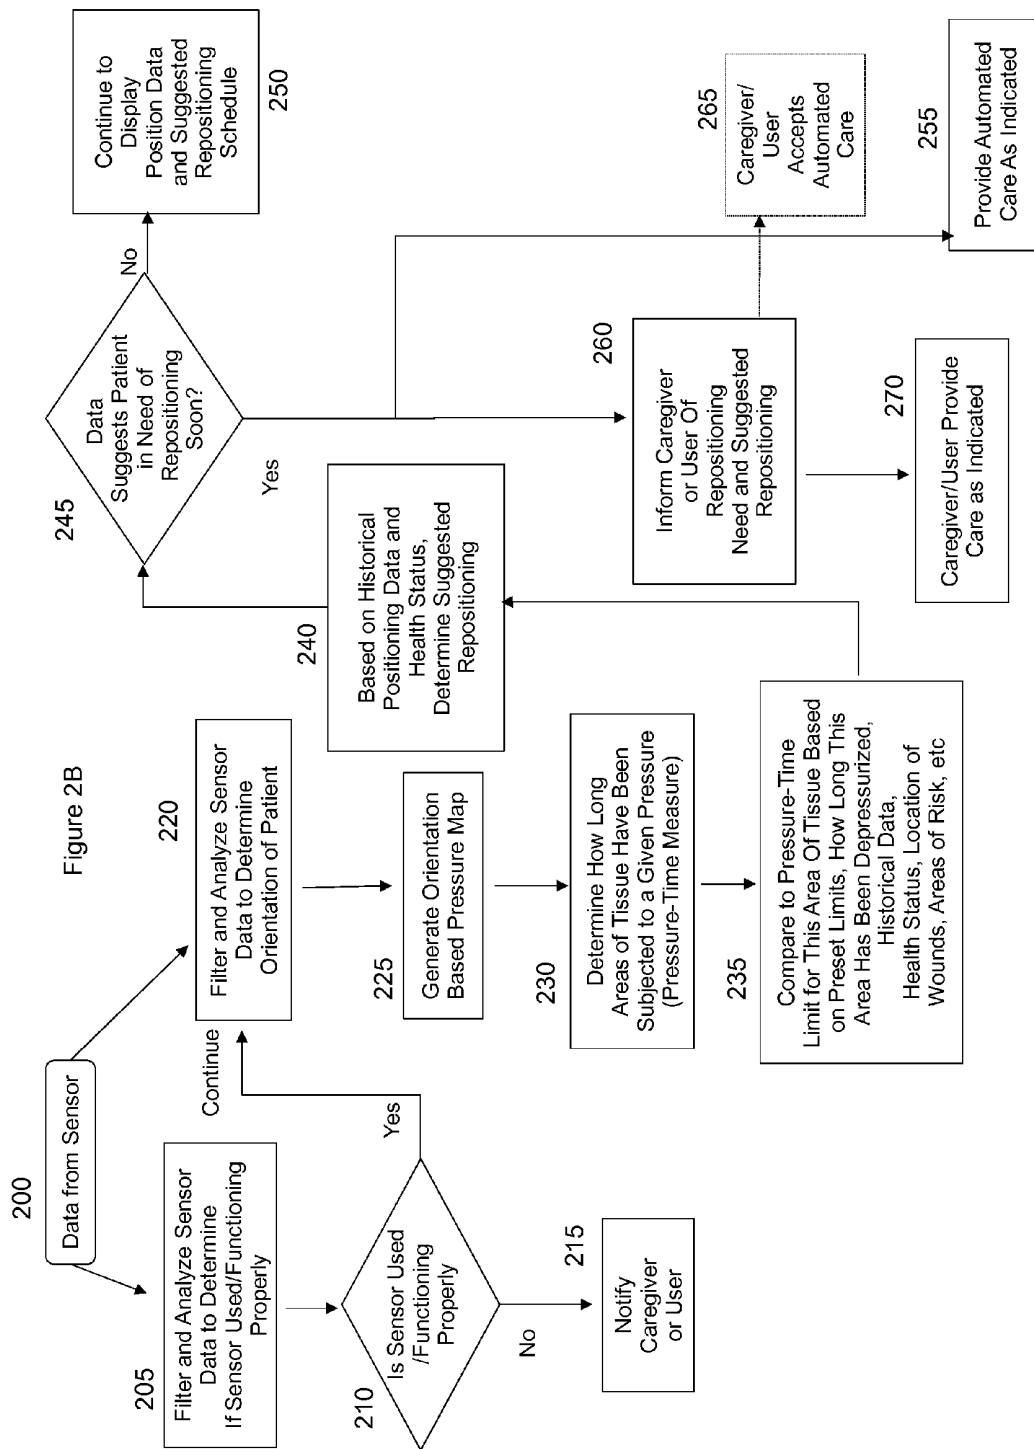 Figure 2B
200
Data from Sensor
205
Filter and Analyze Sensor
Data to Determine
If Sensor Used/Functioning
Properly
210
Is Sensor Used
/Functioning
Properly
No
215
Notify
Caregiver
or User
Yes
Continue
220
Filter and Analyze Sensor
Data to Determine
Orientation of Patient
225
Generate Orientation
Based Pressure Map
230
Determine How Long
Areas of Tissue Have Been
Subjected to a Given Pressure
(Pressure-Time Measure)
235
Compare to Pressure-Time
Limit for This Area Of Tissue Based
on Preset Limits, How Long This
Area Has Been Depressurized,
Historical Data,
Health Status, Location of
Wounds, Areas of Risk, etc
240
Based on Historical
Positioning Data and
Health Status,
Determine Suggested
Repositioning
245
Data
Suggests Patient
in Need of
Repositioning
Soon?
No
250
Continue to
Display
Position Data
and Suggested
Repositioning
Schedule
Yes
260
Inform Caregiver
or User Of
Repositioning
Need and Suggested
Repositioning
265
Caregiver/
User
Accepts
Automated
Care
255
Provide Automated
Care As Indicated
270
Caregiver/User Provide
Care as Indicated